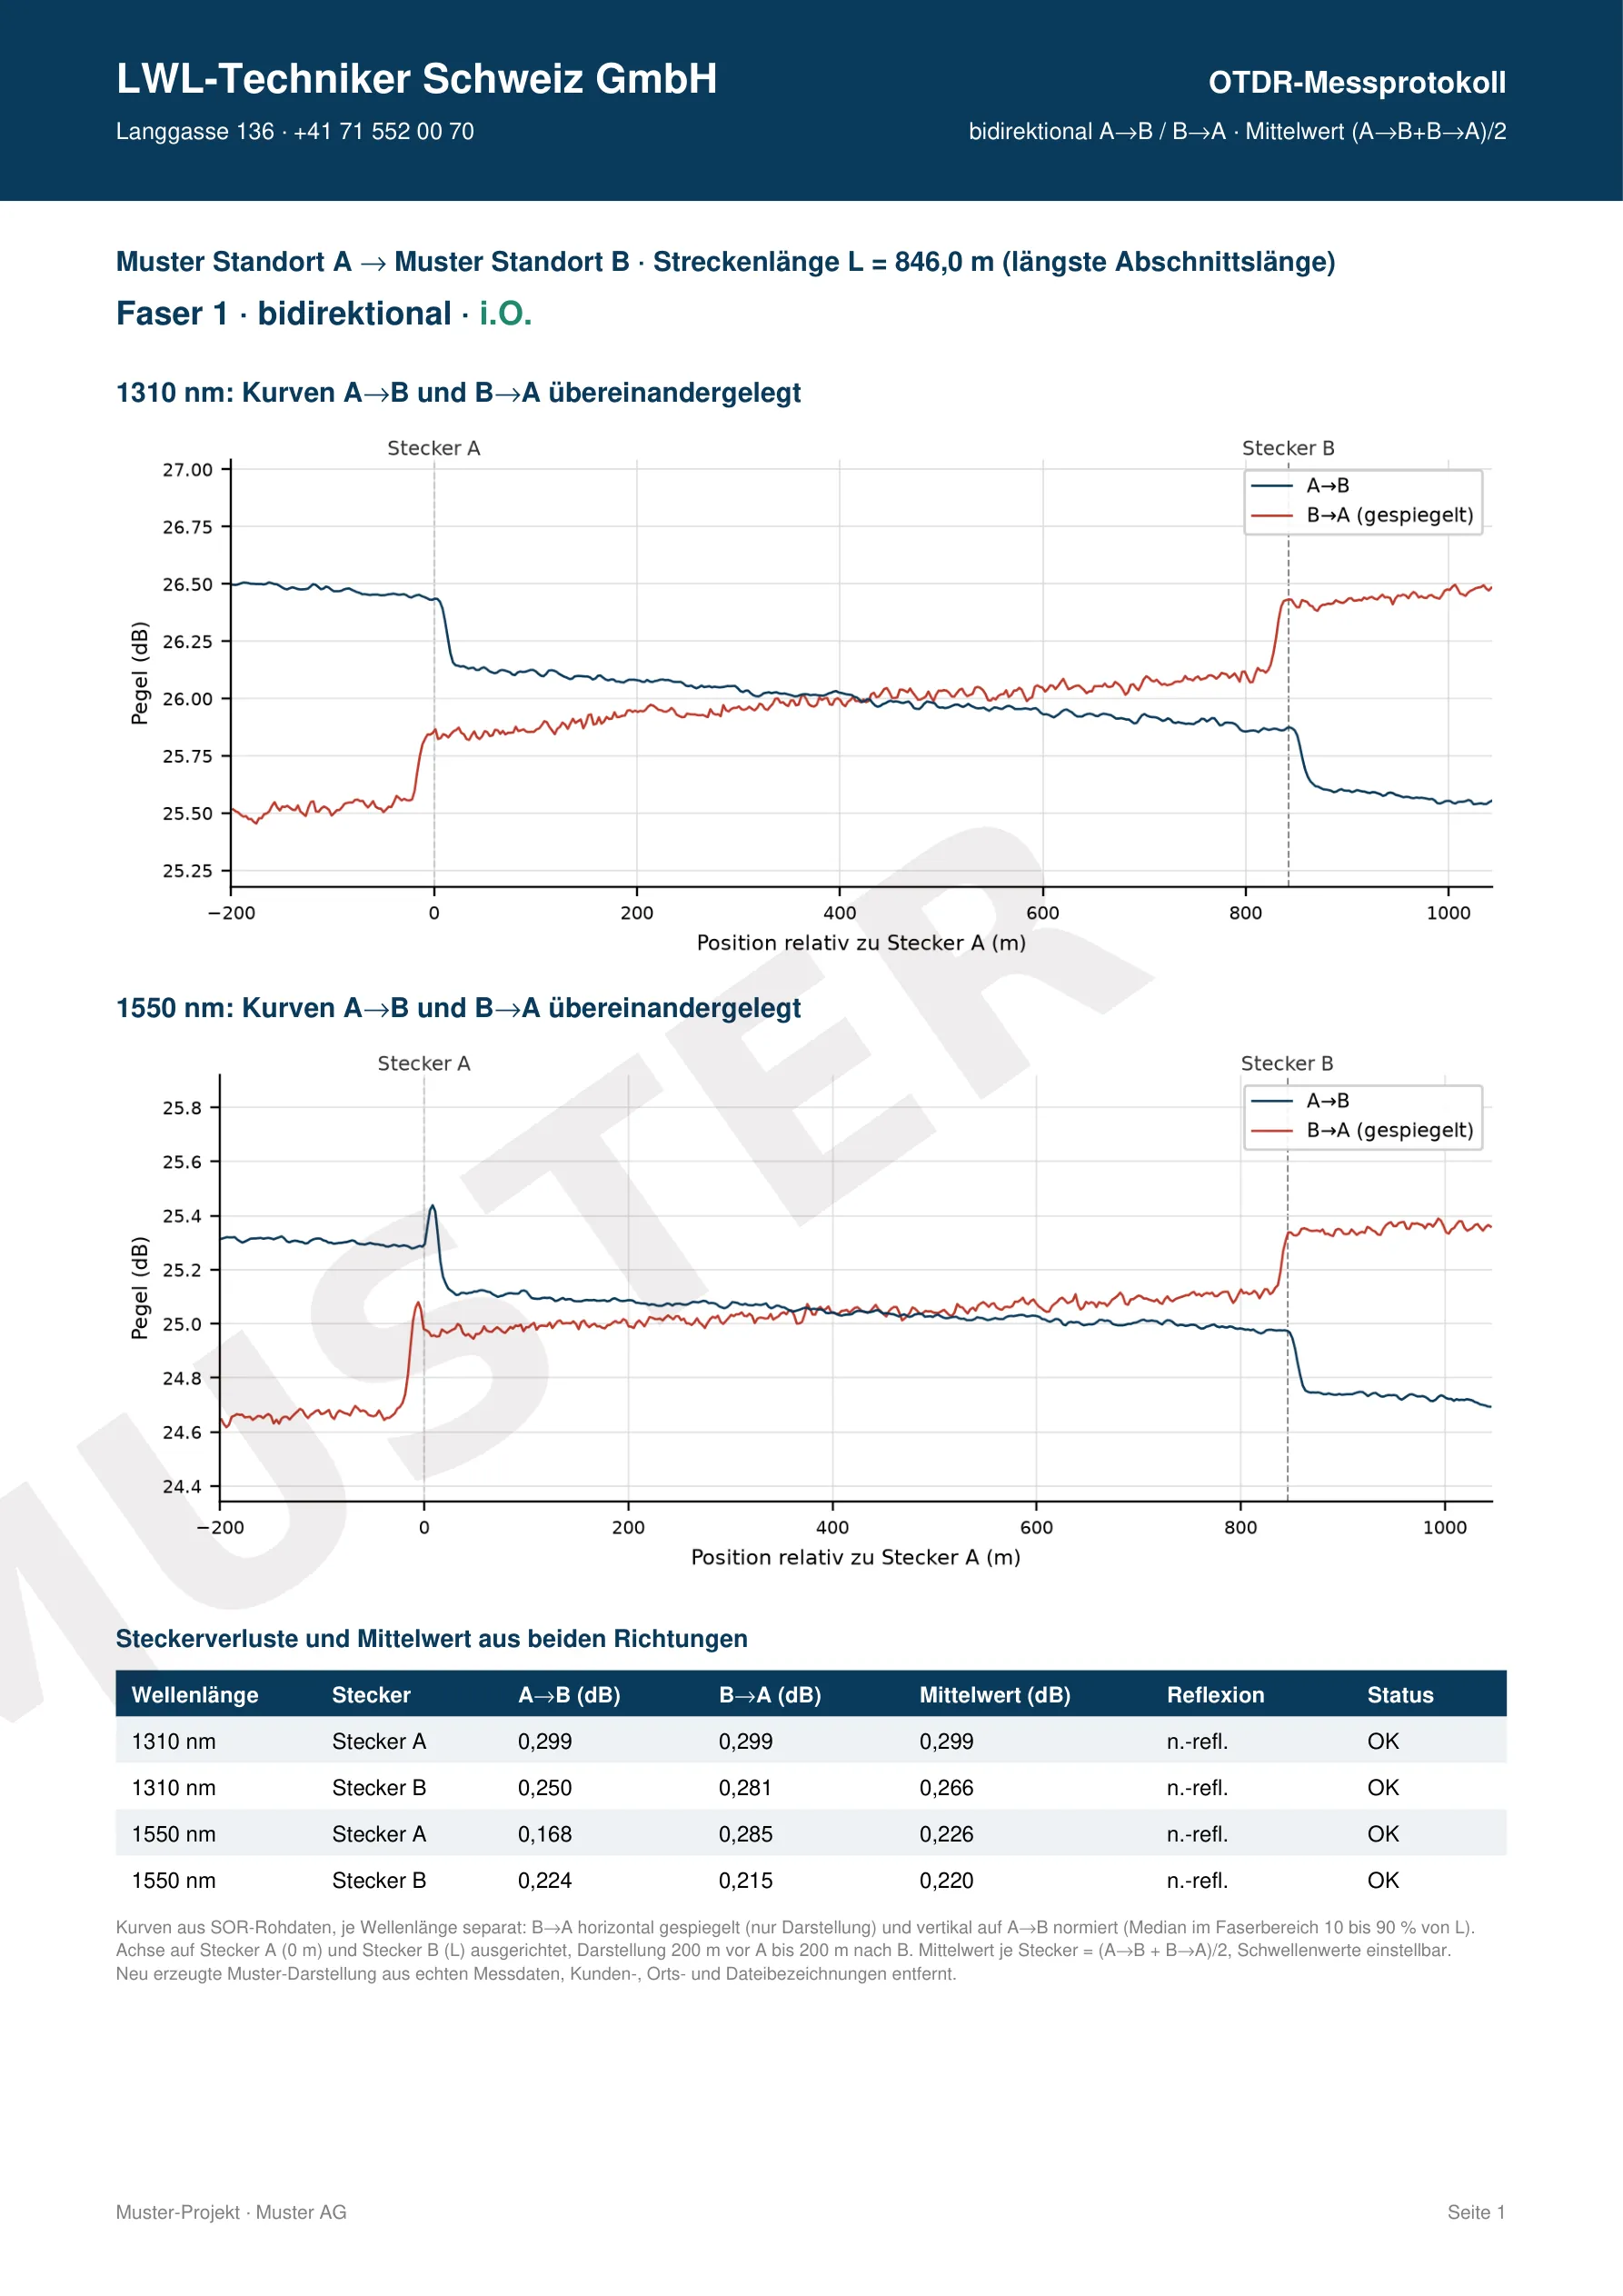 LWL-Techniker Schweiz GmbH
OTDR-Messprotokoll
Langgasse 136 · +41 71 552 00 70
bidirektional A→B / B→A · Mittelwert (A→B+B→A)/2
Muster Standort A → Muster Standort B · Streckenlänge L = 846,0 m (längste Abschnittslänge)
Faser 1 · bidirektional · i.O.
1310 nm: Kurven A→B und B→A übereinandergelegt
Stecker A
Stecker B
A→B
B→A (gespiegelt)
27.00
26.75
26.50
26.25
26.00
25.75
25.50
25.25
Pegel (dB)
−200 0 200 400 600 800 1000
Position relativ zu Stecker A (m)
1550 nm: Kurven A→B und B→A übereinandergelegt
Stecker A
Stecker B
A→B
B→A (gespiegelt)
25.8
25.6
25.4
25.2
25.0
24.8
24.6
24.4
Pegel (dB)
−200 0 200 400 600 800 1000
Position relativ zu Stecker A (m)
MUSTER
Steckerverluste und Mittelwert aus beiden Richtungen
Wellenlänge Stecker A→B (dB) B→A (dB) Mittelwert (dB) Reflexion Status
1310 nm Stecker A 0,299 0,299 0,299 n.-refl. OK
1310 nm Stecker B 0,250 0,281 0,266 n.-refl. OK
1550 nm Stecker A 0,168 0,285 0,226 n.-refl. OK
1550 nm Stecker B 0,224 0,215 0,220 n.-refl. OK
Kurven aus SOR-Rohdaten, je Wellenlänge separat: B→A horizontal gespiegelt (nur Darstellung) und vertikal auf A→B normiert (Median im Faserbereich 10 bis 90 % von L).
Achse auf Stecker A (0 m) und Stecker B (L) ausgerichtet, Darstellung 200 m vor A bis 200 m nach B. Mittelwert je Stecker = (A→B + B→A)/2, Schwellenwerte einstellbar.
Neu erzeugte Muster-Darstellung aus echten Messdaten, Kunden-, Orts- und Dateibezeichnungen entfernt.
Muster-Projekt · Muster AG
Seite 1